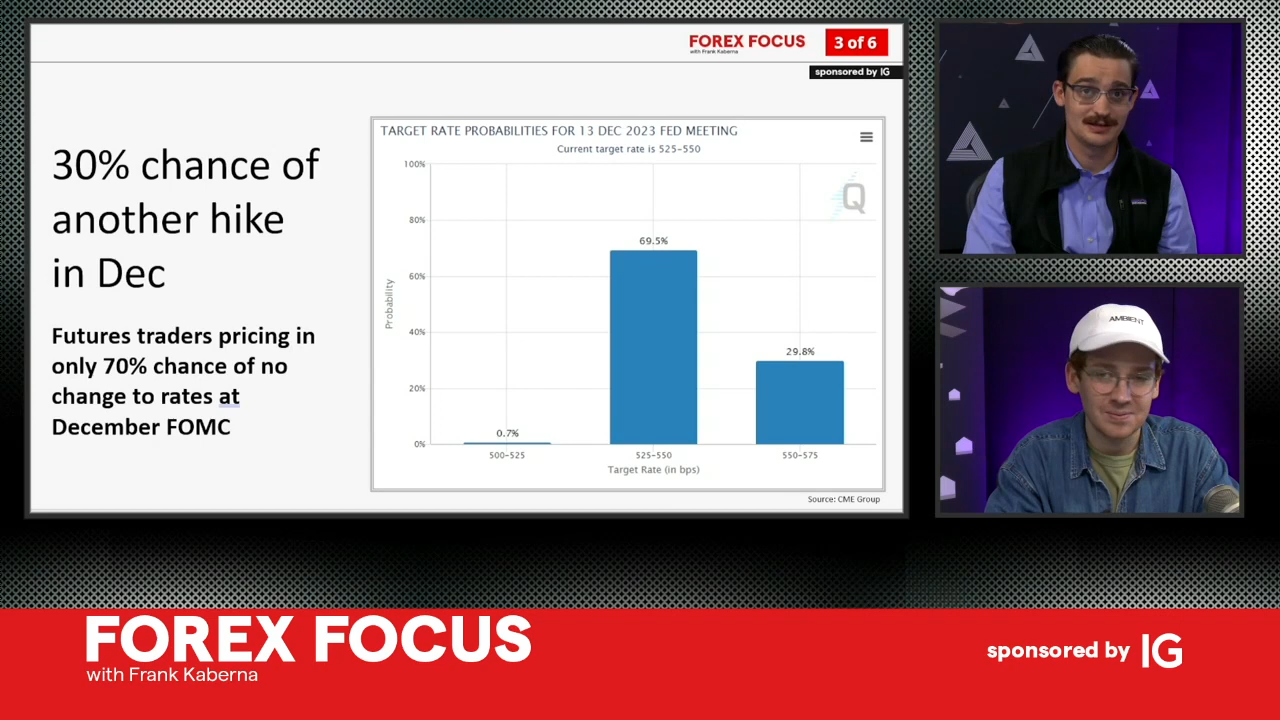 FOREX FOCUS
with Frank Kaberna
3 of 6
sponsored by IG
30% chance of
another hike
in Dec
Futures traders pricing in
only 70% chance of no
change to rates at
December FOMC
TARGET RATE PROBABILITIES FOR 13 DEC 2023 FED MEETING
Current target rate is 525-550
Probability
100%
80%
60%
40%
20%
0%
0.7%
69.5%
29.8%
Q
500-525
525-550
550-575
Target Rate (in bps)
Source: CME Group
AMBIENT
FOREX FOCUS
with Frank Kaberna
sponsored by IG